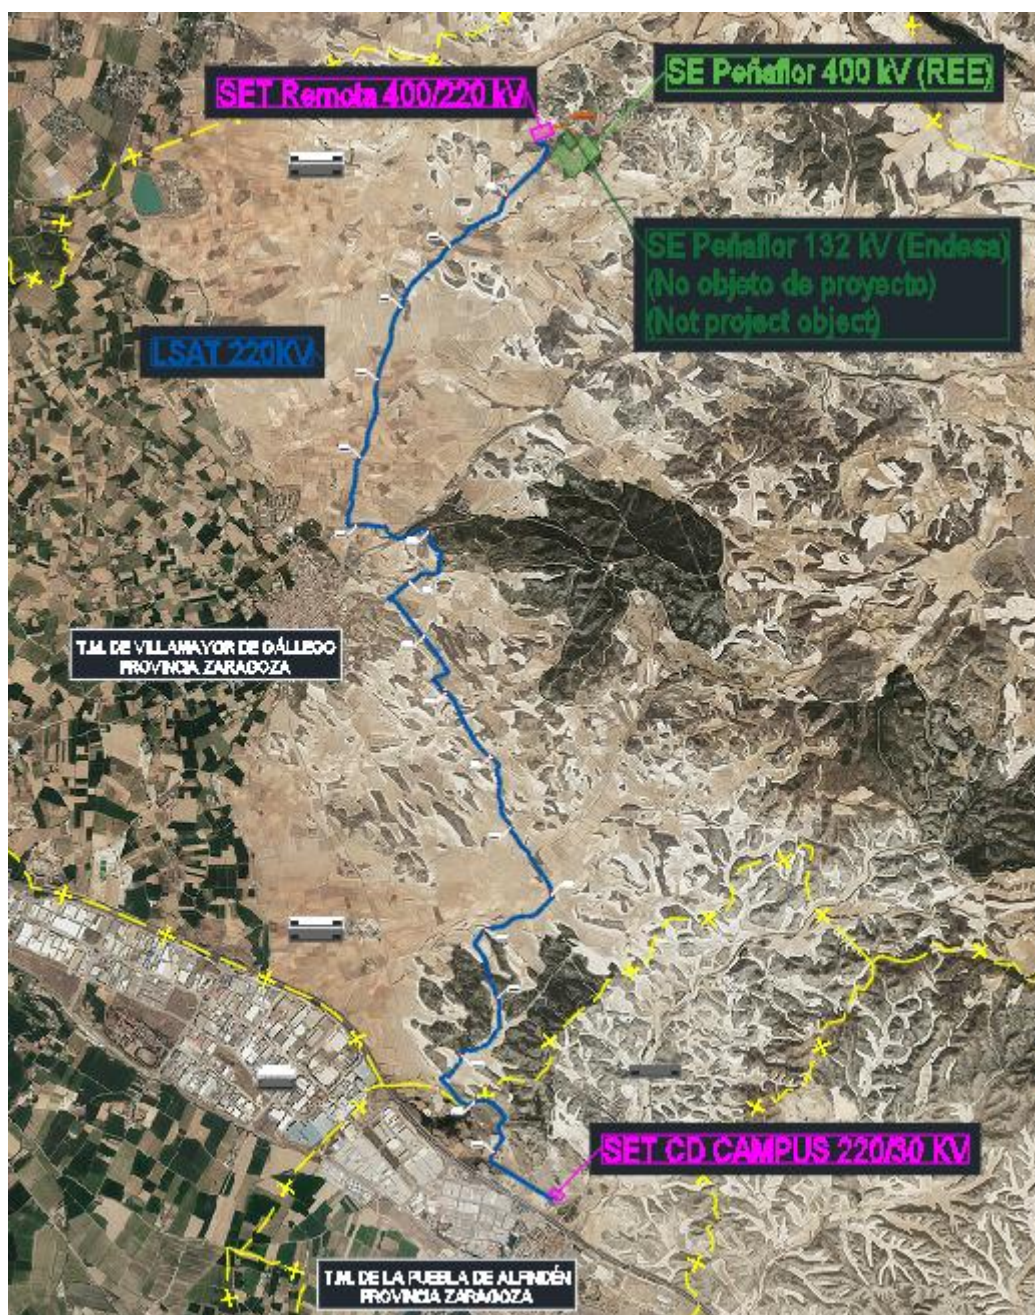 SE Peñaflor 400 kV (REE)
SET Remota 400/220 kV
SE Peñaflor 132 kV (Endesa)
(No objeto de proyecto)
(Not project object)
LSAT 220KV
T.M. DE VILLAMAYOR DE GÁLLEGO
PROVINCIA ZARAGOZA
SET CD CAMPUS 220/30 KV
T.M. DE LA PUEBLA DE ALFINDÉN
PROVINCIA ZARAGOZA